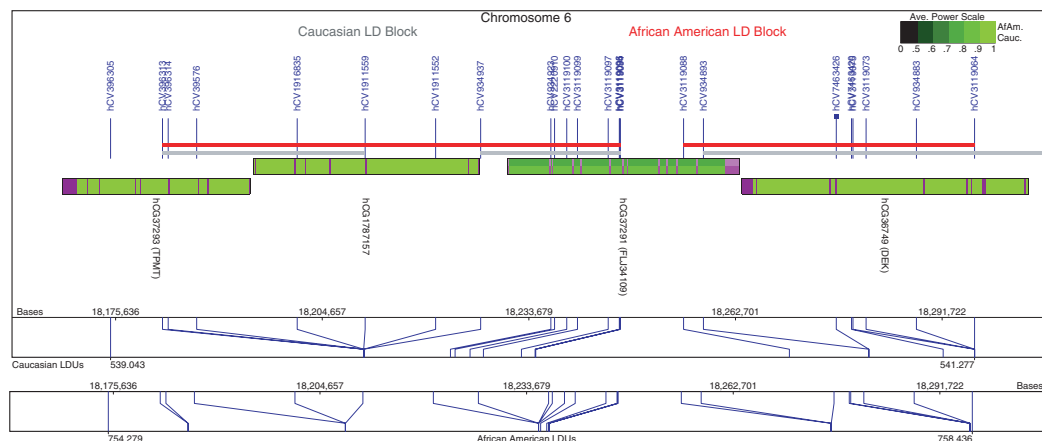 Chromosome 6
Ave. Power Scale
AfAm.
Cauc.
0 .5 .6 .7 .8 .9 1
Caucasian LD Block
African American LD Block
hCV396305
hCV396313
hCV396314
hCV39576
hCV1916835
hCV1911559
hCV1911552
hCV934937
hCV3119100
hCV3119099
hCV3119097
hCV3119088
hCV934893
hCV7463426
hCV3119073
hCV934883
hCV3119064
hCG37293 (TPMT)
hCG1787157
hCG37291 (FLJ34109)
hCG36749 (DEK)
Bases
18,175,636
18,204,657
18,233,679
18,262,701
18,291,722
Caucasian LDUs
539.043
541.277
18,175,636
18,204,657
18,233,679
18,262,701
18,291,722
Bases
754.279
African American LDUs
758.436